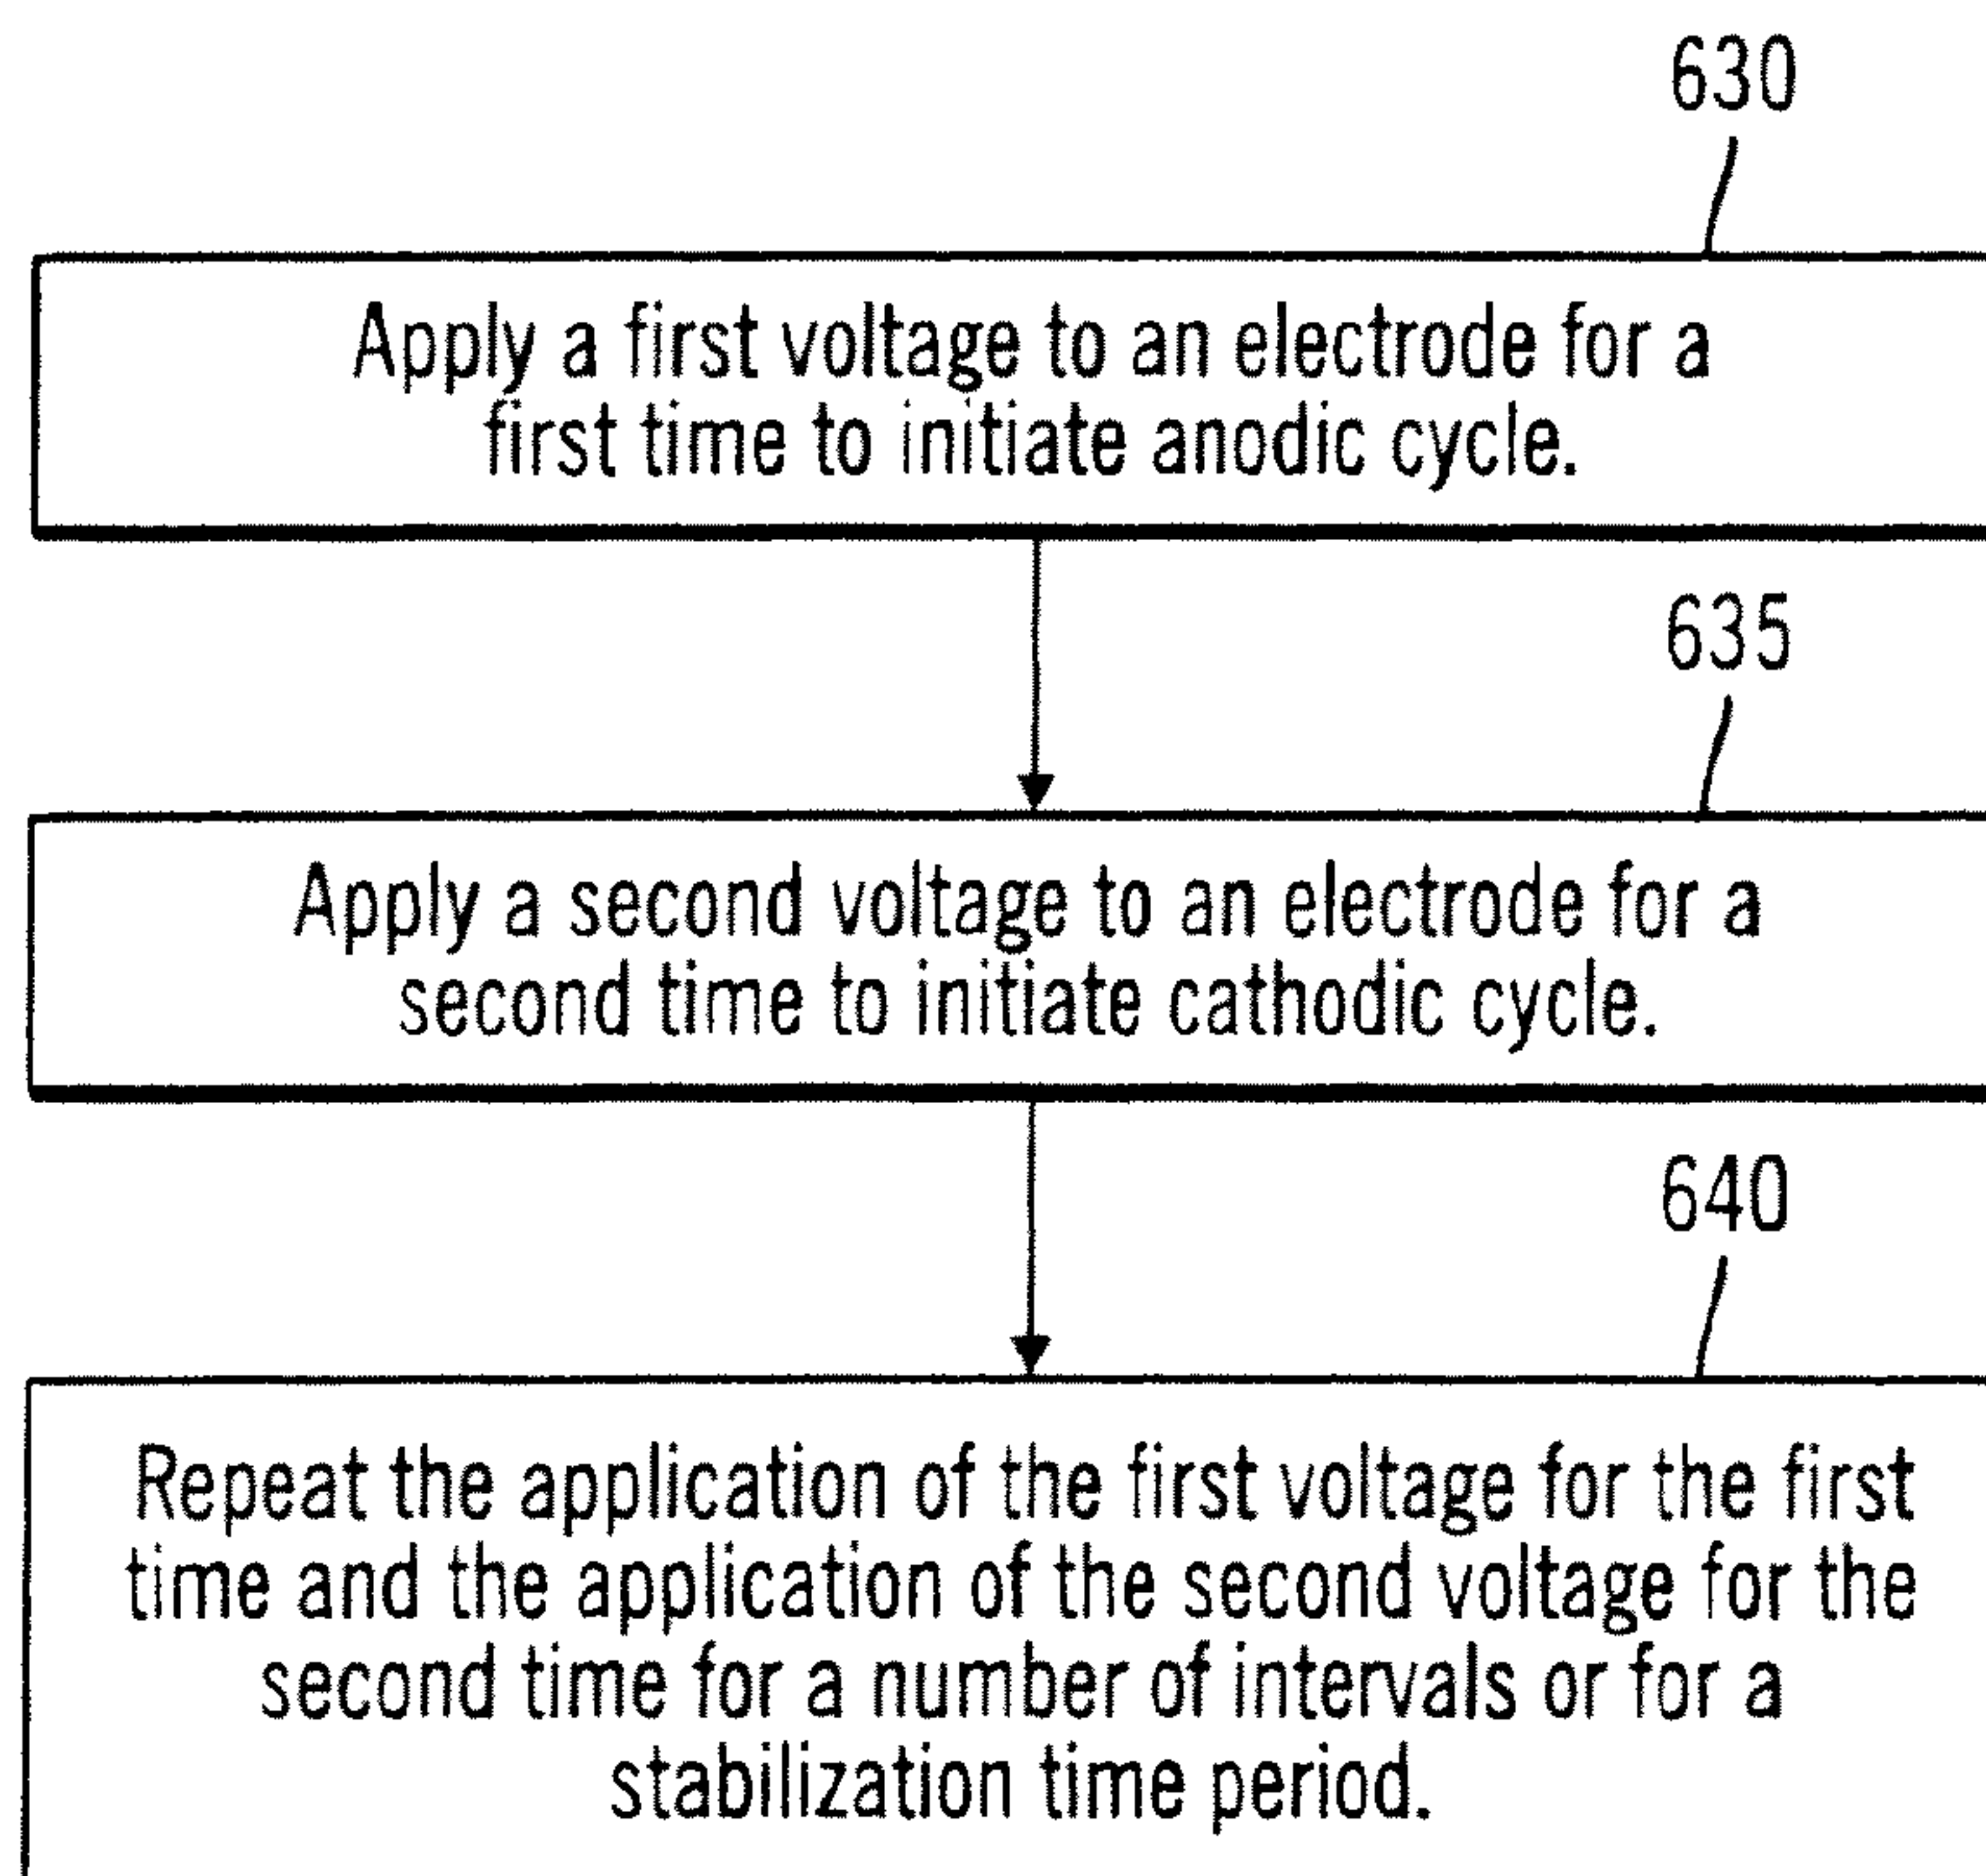 630
Apply a first voltage to an electrode for a
first time to initiate anodic cycle.
635
Apply a second voltage to an electrode for a
second time to initiate cathodic cycle.
640
Repeat the application of the first voltage for the first
time and the application of the second voltage for the
second time for a number of intervals or for a
stabilization time period.